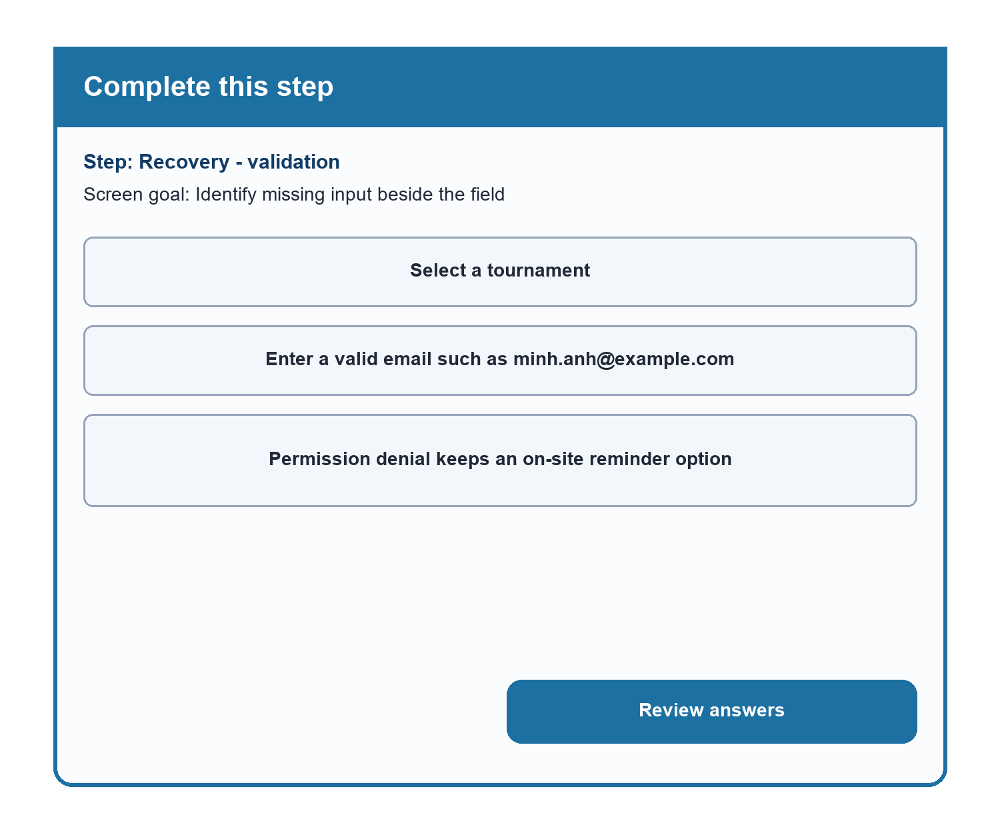 Complete this step
Step: Recovery - validation
Screen goal: Identify missing input beside the field
Select a tournament
Enter a valid email such as minh.anh@example.com
Permission denial keeps an on-site reminder option
Review answers